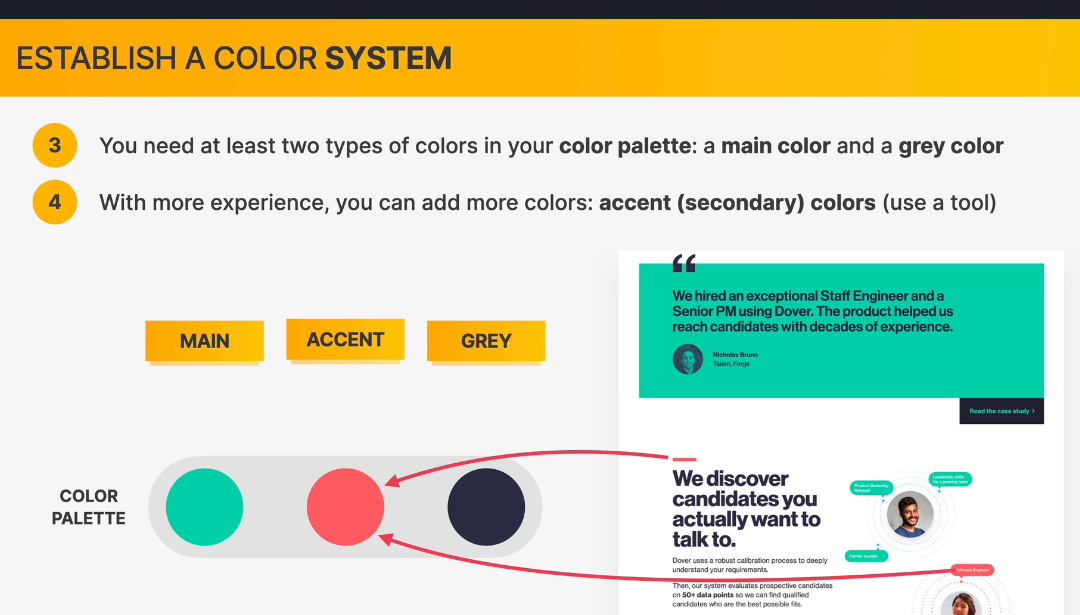 ESTABLISH A COLOR SYSTEM
3 You need at least two types of colors in your color palette: a main color and a grey color
4 With more experience, you can add more colors: accent (secondary) colors (use a tool)
MAIN
ACCENT
GREY
COLOR
PALETTE
“
We hired an exceptional Staff Engineer and a
Senior PM using Dover. The product helped us
reach candidates with decades of experience.
Nicholas Bruno
Talent, Forge
Read the case study ›
We discover
candidates you
actually want to
talk to.
Dover uses a robust calibration process to deeply
understand your requirements.
Then, our system evaluates prospective candidates
on 50+ data points so we can find qualified
candidates who are the best possible fits.
Product Marketing
Manager
Leadership skills
for a growing team
Former founder
Software Engineer